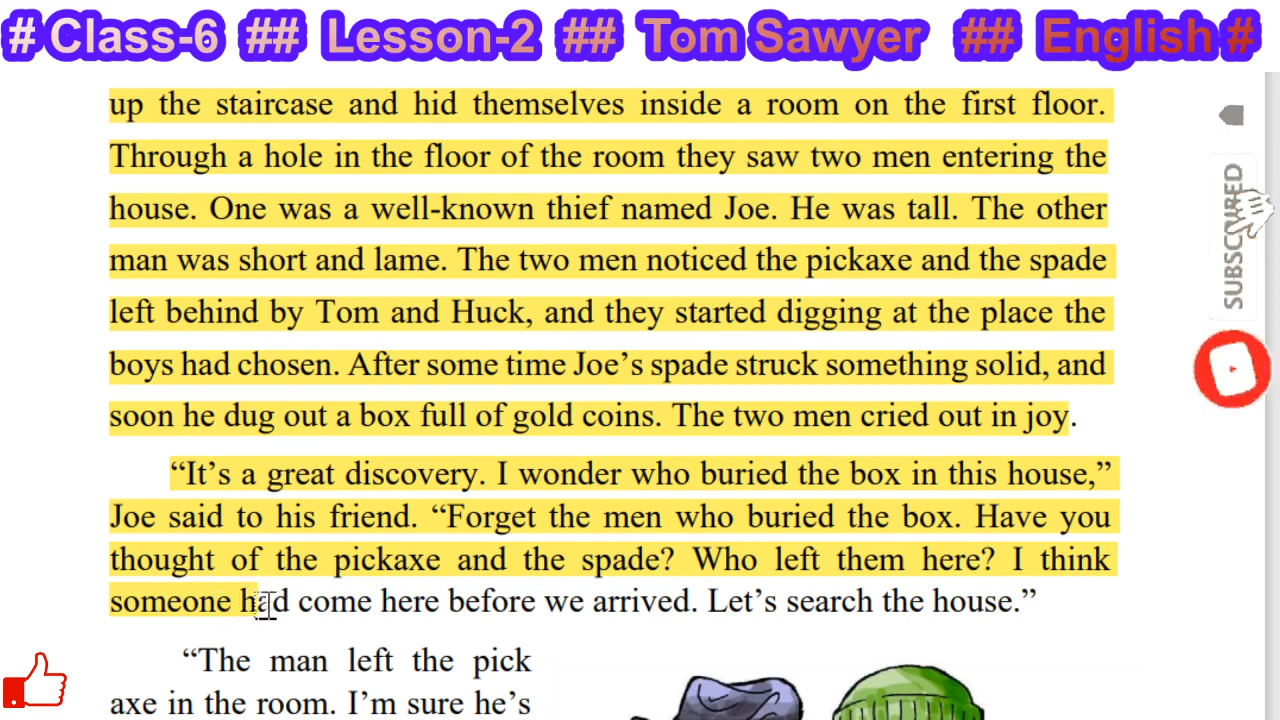 # Class-6 ## Lesson-2 ## Tom Sawyer ## English #
up the staircase and hid themselves inside a room on the first floor.
Through a hole in the floor of the room they saw two men entering the
house. One was a well-known thief named Joe. He was tall. The other
man was short and lame. The two men noticed the pickaxe and the spade
left behind by Tom and Huck, and they started digging at the place the
boys had chosen. After some time Joe’s spade struck something solid, and
soon he dug out a box full of gold coins. The two men cried out in joy.
“It’s a great discovery. I wonder who buried the box in this house,”
Joe said to his friend. “Forget the men who buried the box. Have you
thought of the pickaxe and the spade? Who left them here? I think
someone had come here before we arrived. Let’s search the house.”
“The man left the pick
axe in the room. I’m sure he’s
SUBSCRIBED